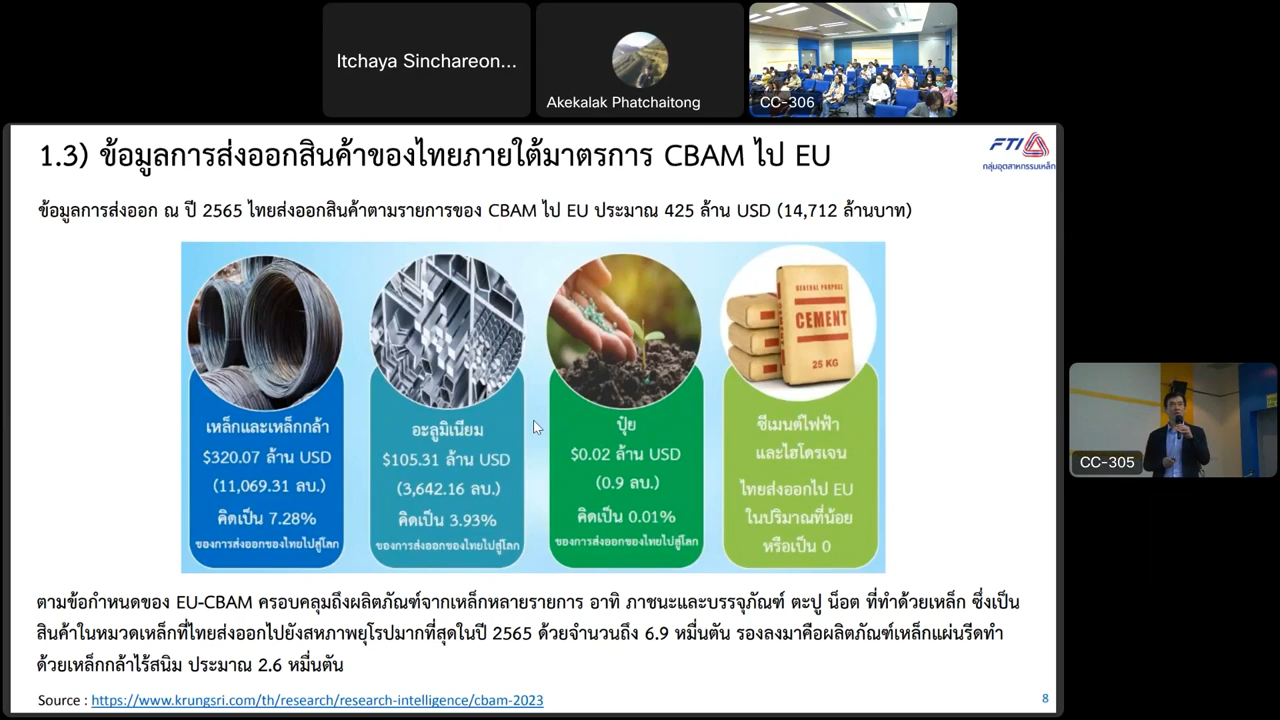 Itchaya Sinchareon...
Akekalak Phatchaitong
CC-306
1.3) ข้อมูลการส่งออกสินค้าของไทยภายใต้มาตรการ CBAM ไป EU
FTI
กลุ่มอุตสาหกรรมเหล็ก
ข้อมูลการส่งออก ณ ปี 2565 ไทยส่งออกสินค้าตามรายการของ CBAM ไป EU ประมาณ 425 ล้าน USD (14,712 ล้านบาท)
เหล็กและเหล็กกล้า
$320.07 ล้าน USD
(11,069.31 ลบ.)
คิดเป็น 7.28%
ของการส่งออกของไทยไปสู่โลก
อะลูมิเนียม
$105.31 ล้าน USD
(3,642.16 ลบ.)
คิดเป็น 3.93%
ของการส่งออกของไทยไปสู่โลก
ปุ๋ย
$0.02 ล้าน USD
(0.9 ลบ.)
คิดเป็น 0.01%
ของการส่งออกของไทยไปสู่โลก
GENERAL PURPOSE
CEMENT
25 KG
ซีเมนต์ไฟฟ้า
และไฮโดรเจน
ไทยส่งออกไป EU
ในปริมาณที่น้อย
หรือเป็น 0
CC-305
ตามข้อกำหนดของ EU-CBAM ครอบคลุมถึงผลิตภัณฑ์จากเหล็กหลายรายการ อาทิ ภาชนะและบรรจุภัณฑ์ ตะปู น็อต ที่ทำด้วยเหล็ก ซึ่งเป็น
สินค้าในหมวดเหล็กที่ไทยส่งออกไปยังสหภาพยุโรปมากที่สุดในปี 2565 ด้วยจำนวนถึง 6.9 หมื่นตัน รองลงมาคือผลิตภัณฑ์เหล็กแผ่นรีดทำ
ด้วยเหล็กกล้าไร้สนิม ประมาณ 2.6 หมื่นตัน
Source : https://www.krungsri.com/th/research/research-intelligence/cbam-2023
8